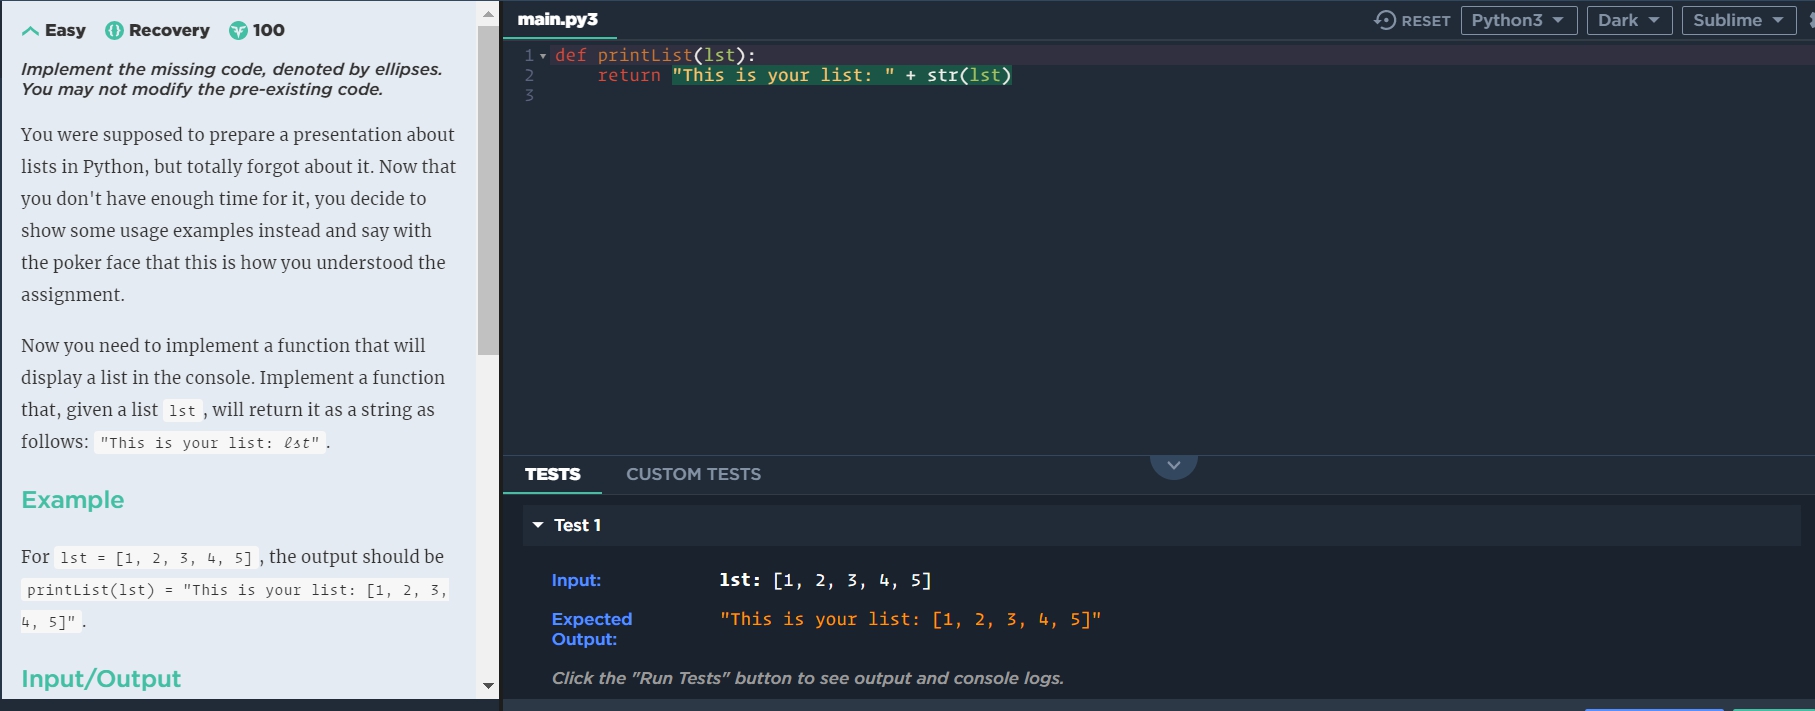 Easy Recovery 100
Implement the missing code, denoted by ellipses.
You may not modify the pre-existing code.
You were supposed to prepare a presentation about
lists in Python, but totally forgot about it. Now that
you don't have enough time for it, you decide to
show some usage examples instead and say with
the poker face that this is how you understood the
assignment.
Now you need to implement a function that will
display a list in the console. Implement a function
that, given a list lst , will return it as a string as
follows: "This is your list: lst" .
Example
For lst = [1, 2, 3, 4, 5] , the output should be
printList(lst) = "This is your list: [1, 2, 3,
4, 5]" .
Input/Output
main.py3
RESET Python3 Dark Sublime
1 def printList(lst):
2     return "This is your list: " + str(lst)
3
TESTS CUSTOM TESTS
Test 1
Input: lst: [1, 2, 3, 4, 5]
Expected "This is your list: [1, 2, 3, 4, 5]"
Output:
Click the "Run Tests" button to see output and console logs.